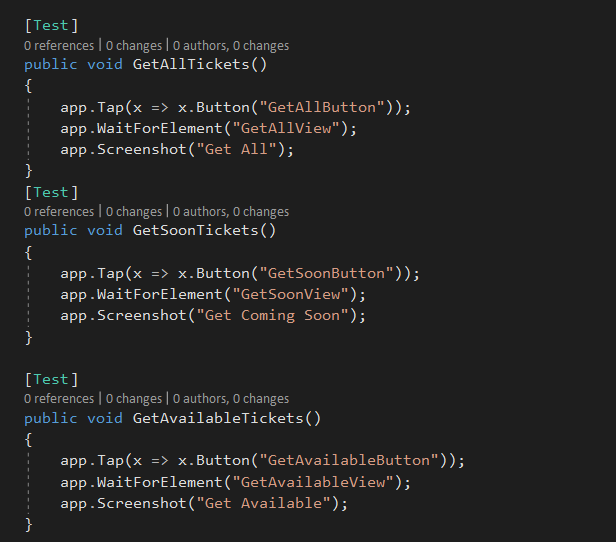 [Test]
0 references | 0 changes | 0 authors, 0 changes
public void GetAllTickets()
{
    app.Tap(x => x.Button("GetAllButton"));
    app.WaitForElement("GetAllView");
    app.Screenshot("Get All");
}
[Test]
0 references | 0 changes | 0 authors, 0 changes
public void GetSoonTickets()
{
    app.Tap(x => x.Button("GetSoonButton"));
    app.WaitForElement("GetSoonView");
    app.Screenshot("Get Coming Soon");
}

[Test]
0 references | 0 changes | 0 authors, 0 changes
public void GetAvailableTickets()
{
    app.Tap(x => x.Button("GetAvailableButton"));
    app.WaitForElement("GetAvailableView");
    app.Screenshot("Get Available");
}